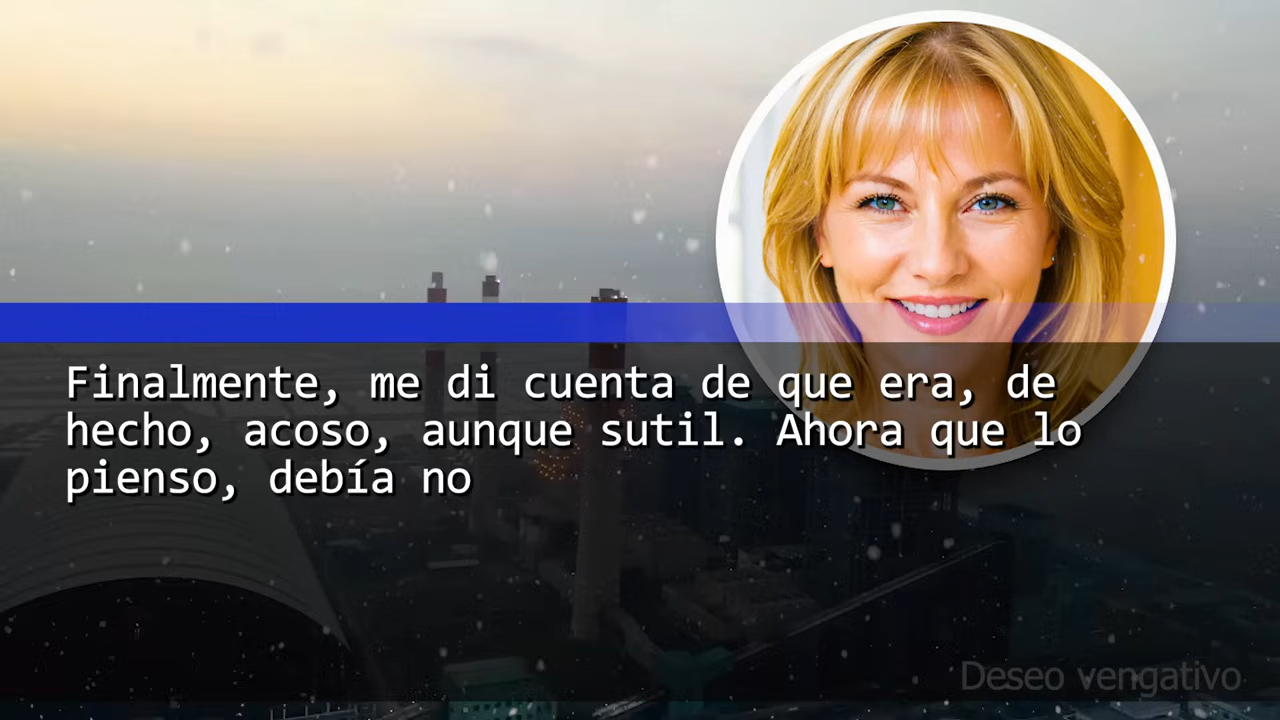 Finalmente, me di cuenta de que era, de
hecho, acoso, aunque sutil. Ahora que lo
pienso, debía no
Deseo vengativo